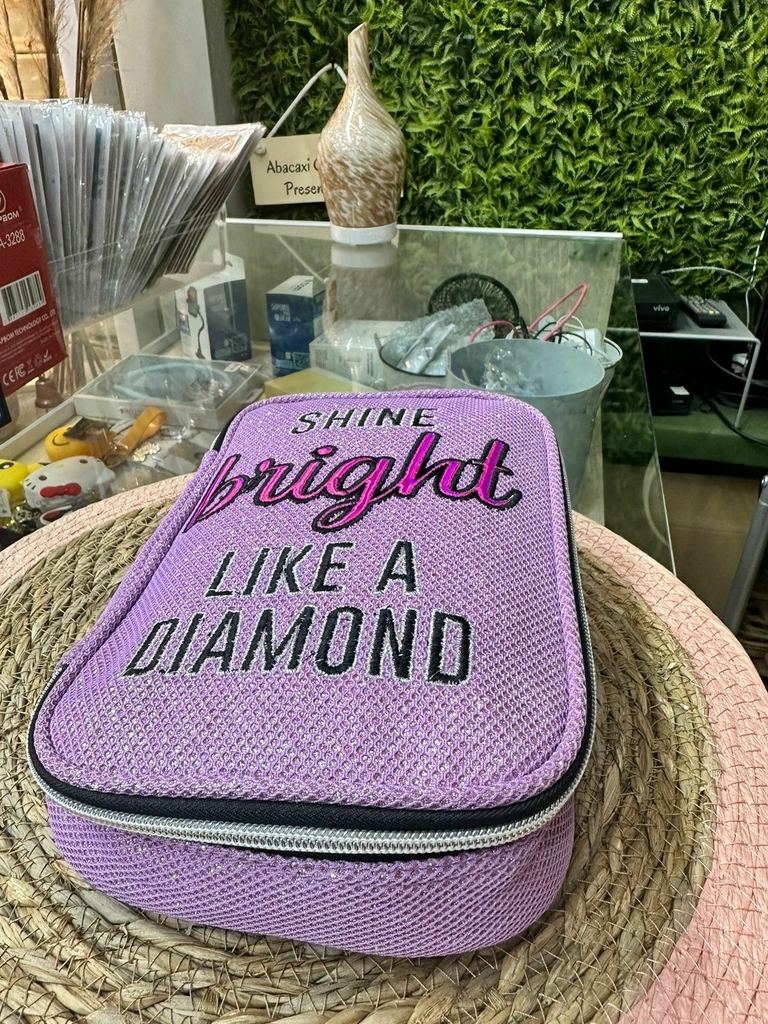 Abacaxi
Presen
A-3288
vivo
SHINE
bright
LIKE A
DIAMOND